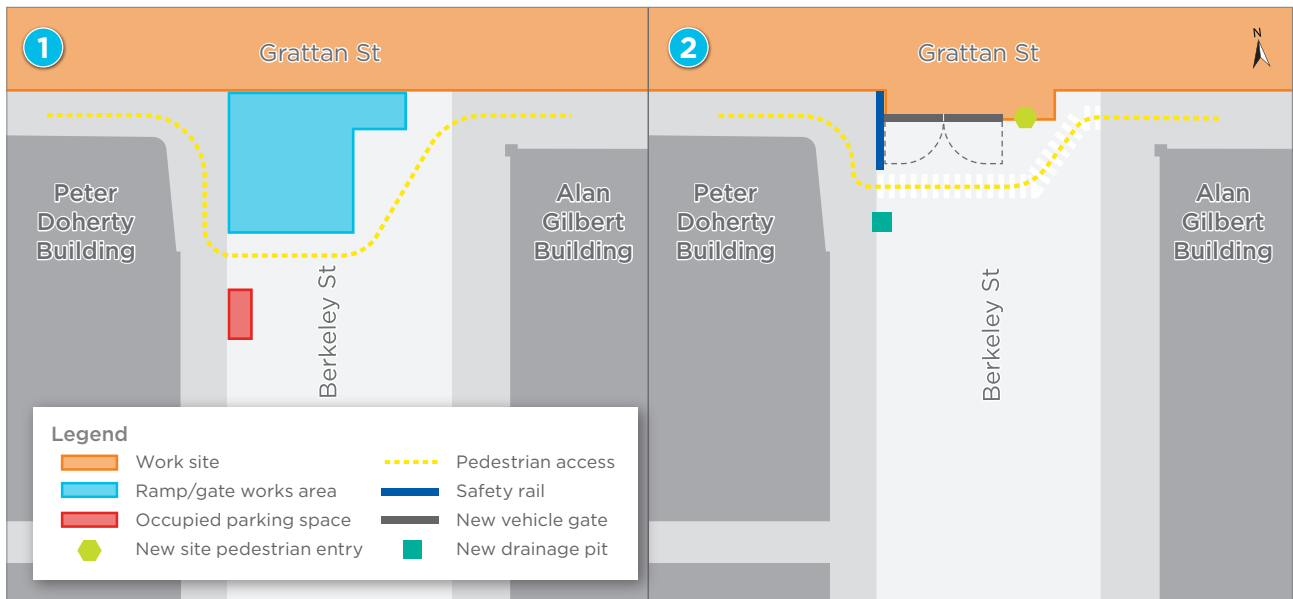 1
Grattan St
Peter
Doherty
Building
Alan
Gilbert
Building
Berkeley St
2
Grattan St
N
Peter
Doherty
Building
Alan
Gilbert
Building
Berkeley St
Legend
Work site
Ramp/gate works area
Occupied parking space
New site pedestrian entry
Pedestrian access
Safety rail
New vehicle gate
New drainage pit